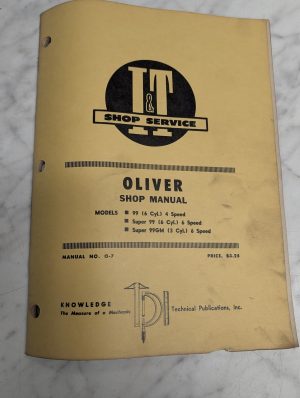 I&T
SHOP SERVICE
OLIVER
SHOP MANUAL
MODELS ■ 99 (6 Cyl.) 4 Speed
■ Super 99 (6 Cyl.) 6 Speed
■ Super 99GM (3 Cyl.) 6 Speed
MANUAL NO. O-7 PRICE, $3.25
KNOWLEDGE
The Measure of a Mechanic
Technical Publications, Inc.